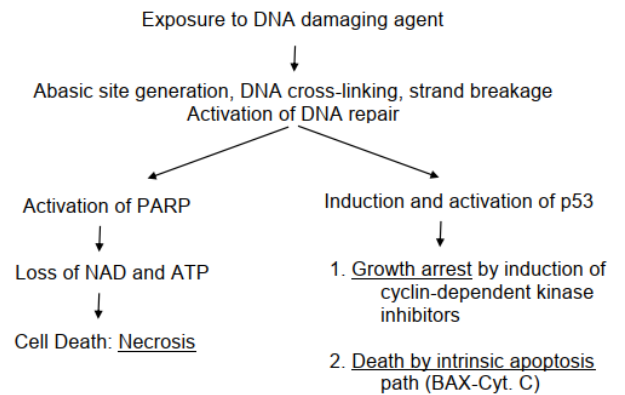 Exposure to DNA damaging agent
Abasic site generation, DNA cross-linking, strand breakage
Activation of DNA repair
Activation of PARP
Loss of NAD and ATP
Cell Death: Necrosis
Induction and activation of p53
1. Growth arrest by induction of
cyclin-dependent kinase
inhibitors
2. Death by intrinsic apoptosis
path (BAX-Cyt. C)